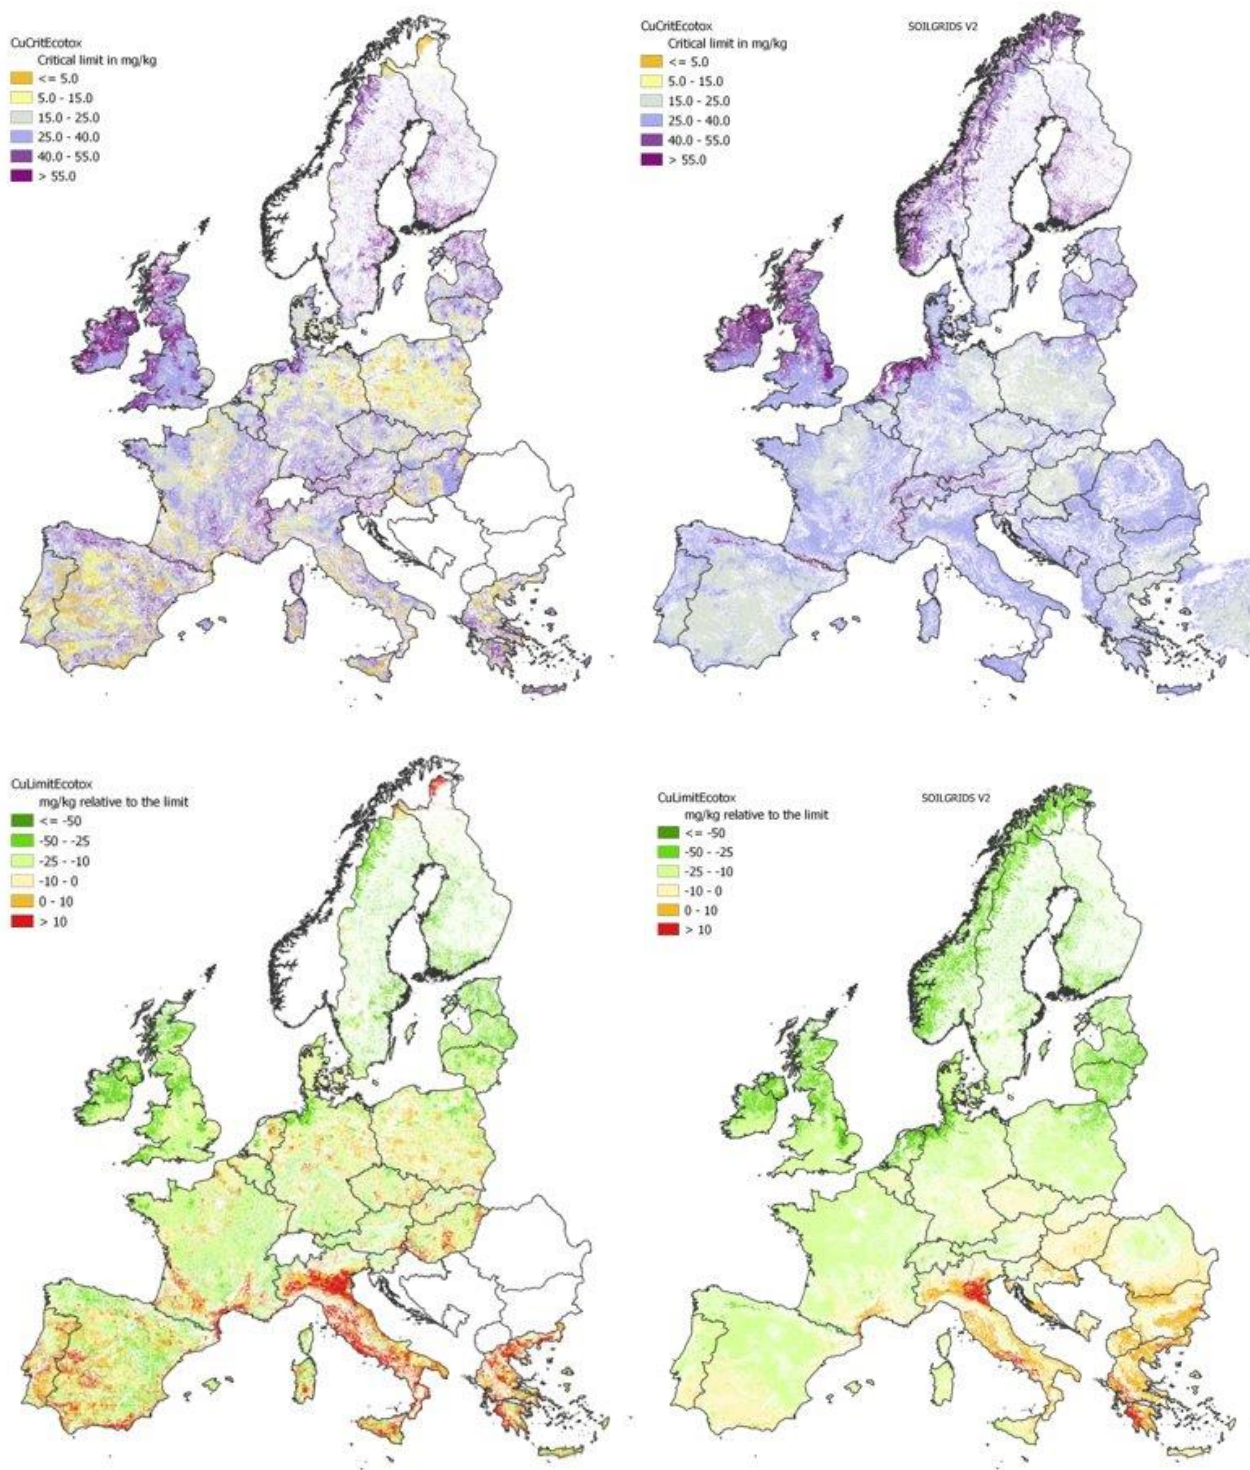 CuCritEcotox
Critical limit in mg/kg
<= 5.0
5.0 - 15.0
15.0 - 25.0
25.0 - 40.0
40.0 - 55.0
> 55.0
CuCritEcotox
SOILGRIDS V2
Critical limit in mg/kg
<= 5.0
5.0 - 15.0
15.0 - 25.0
25.0 - 40.0
40.0 - 55.0
> 55.0
CuLimitEcotox
mg/kg relative to the limit
<= -50
-50 - -25
-25 - -10
-10 - 0
0 - 10
> 10
CuLimitEcotox
SOILGRIDS V2
mg/kg relative to the limit
<= -50
-50 - -25
-25 - -10
-10 - 0
0 - 10
> 10